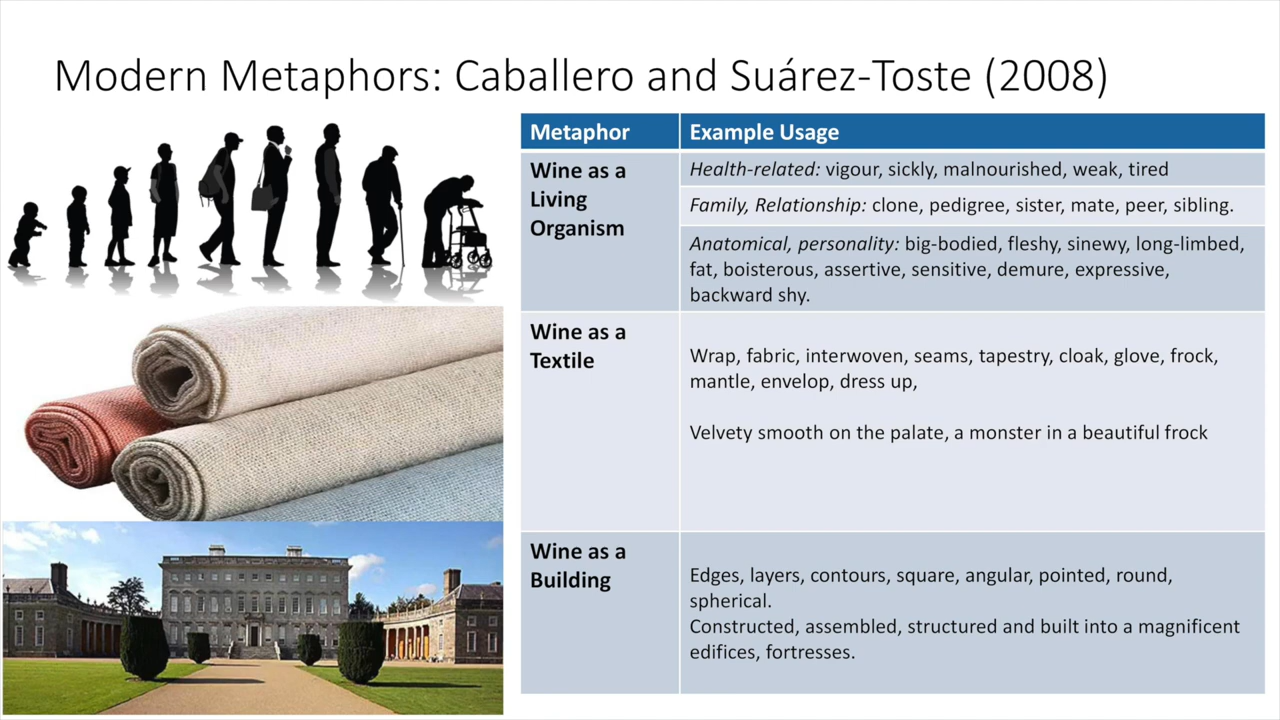 Modern Metaphors: Caballero and Suárez-Toste (2008)
Metaphor
Example Usage
Wine as a
Living
Organism
Health-related: vigour, sickly, malnourished, weak, tired
Family, Relationship: clone, pedigree, sister, mate, peer, sibling.
Anatomical, personality: big-bodied, fleshy, sinewy, long-limbed,
fat, boisterous, assertive, sensitive, demure, expressive,
backward shy.
Wine as a
Textile
Wrap, fabric, interwoven, seams, tapestry, cloak, glove, frock,
mantle, envelop, dress up,
Velvety smooth on the palate, a monster in a beautiful frock
Wine as a
Building
Edges, layers, contours, square, angular, pointed, round,
spherical.
Constructed, assembled, structured and built into a magnificent
edifices, fortresses.